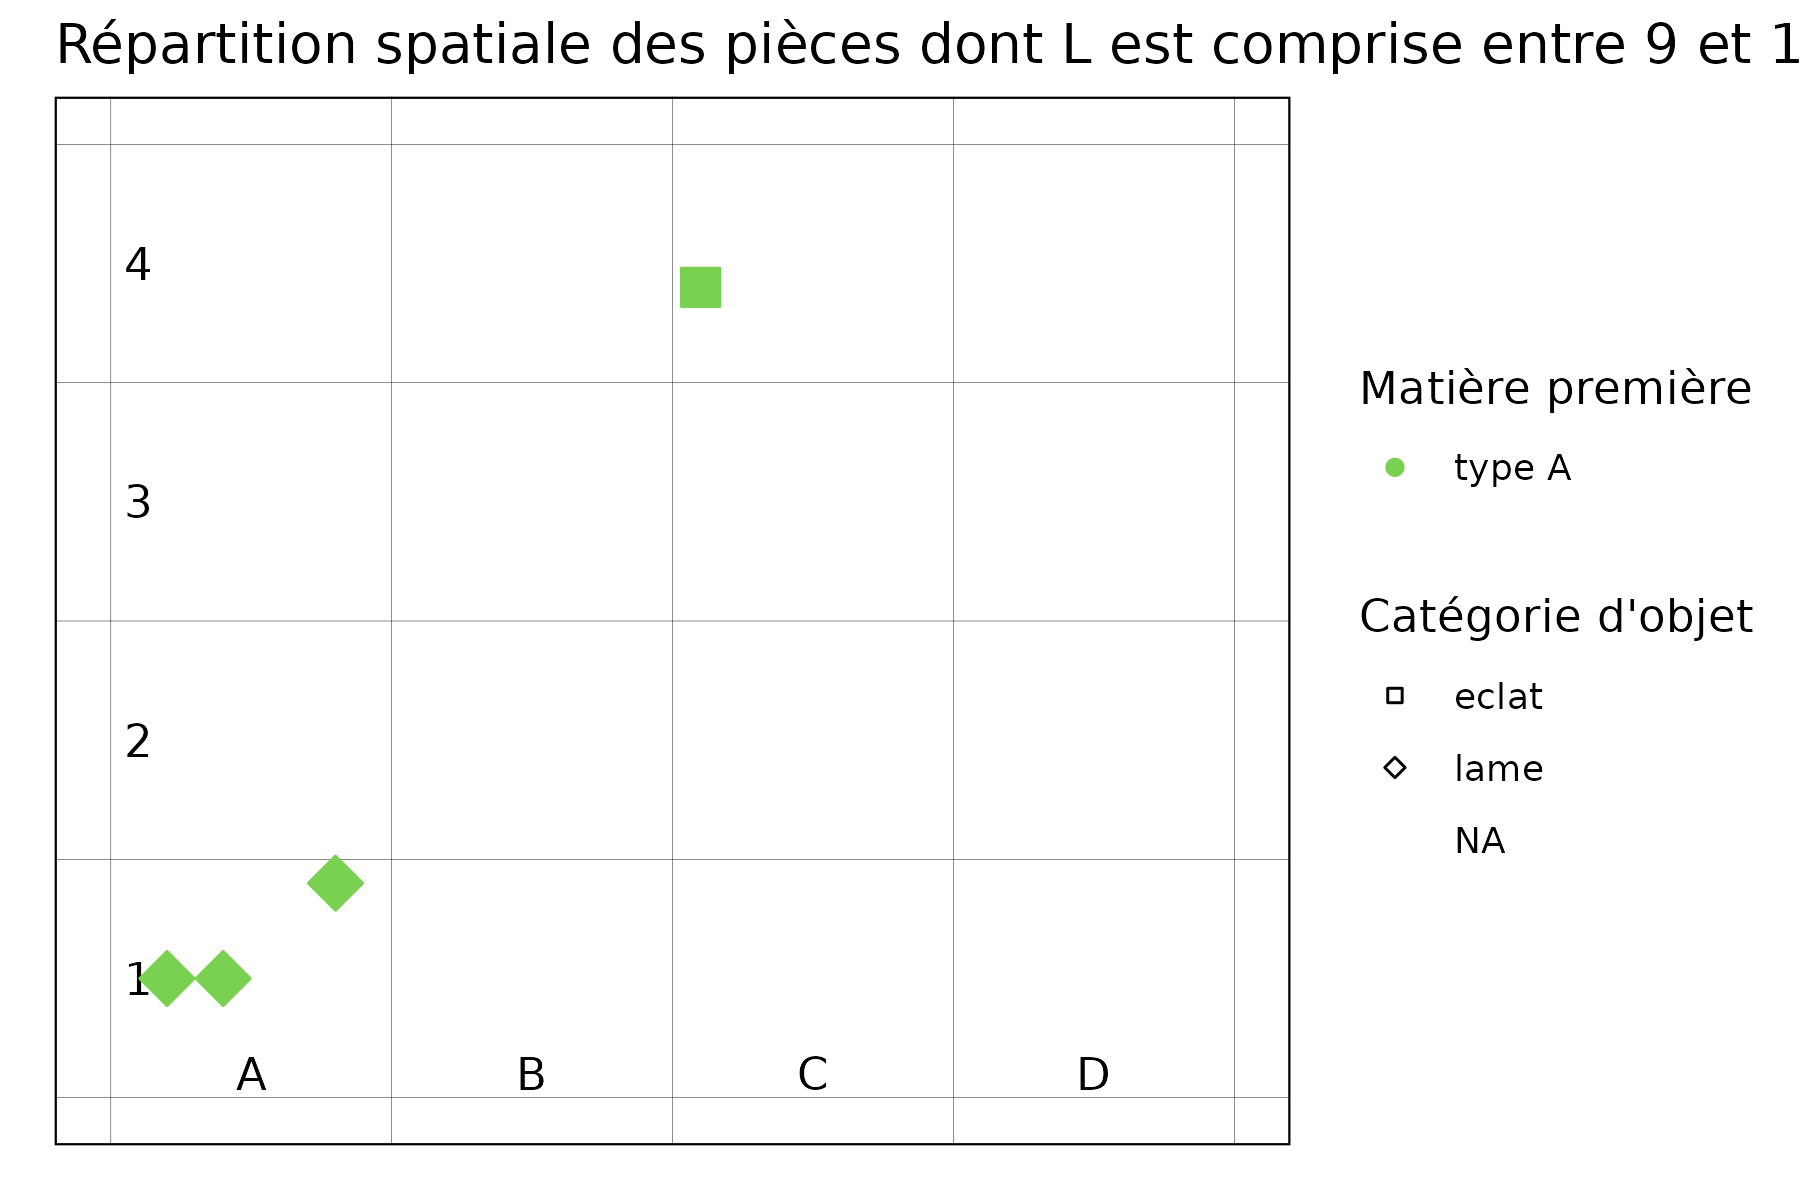 Répartition spatiale des pièces dont L est comprise entre 9 et 1
4
3
2
1
A B C D
Matière première
type A
Catégorie d'objet
eclat
lame
NA